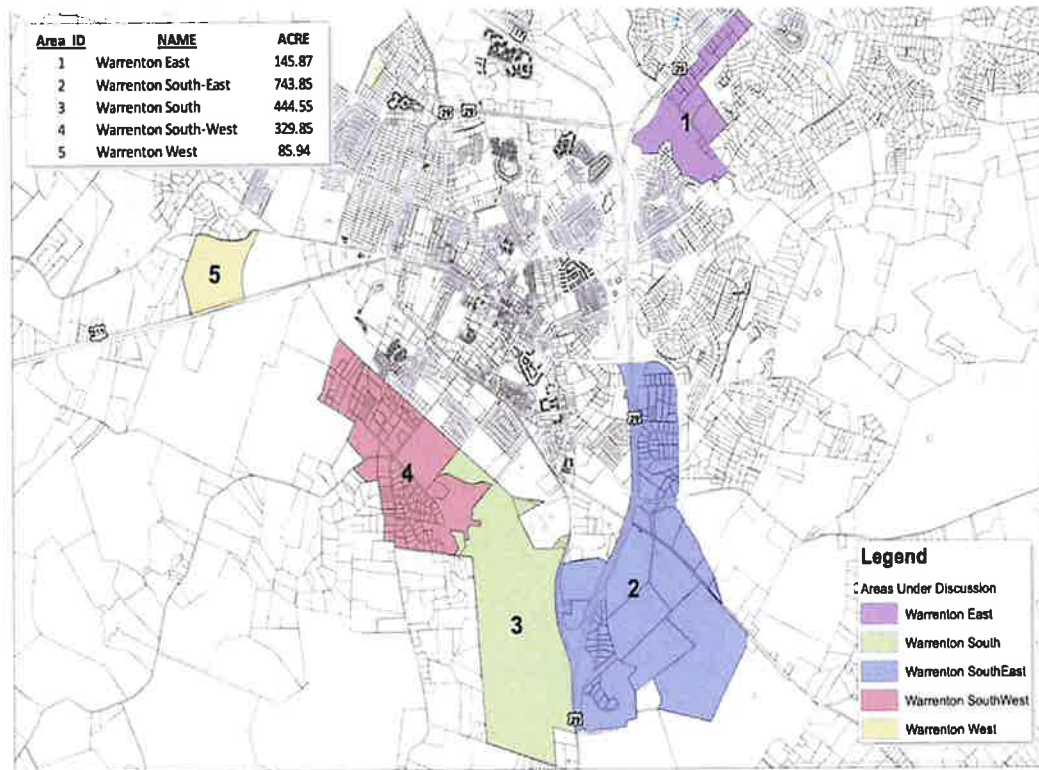 Area ID NAME ACRE
1 Warrenton East 145.87
2 Warrenton South-East 743.85
3 Warrenton South 444.55
4 Warrenton South-West 329.85
5 Warrenton West 85.94
29
1
29
29
5
29
4
2
3
29
Legend
Areas Under Discussion
Warrenton East
Warrenton South
Warrenton SouthEast
Warrenton SouthWest
Warrenton West